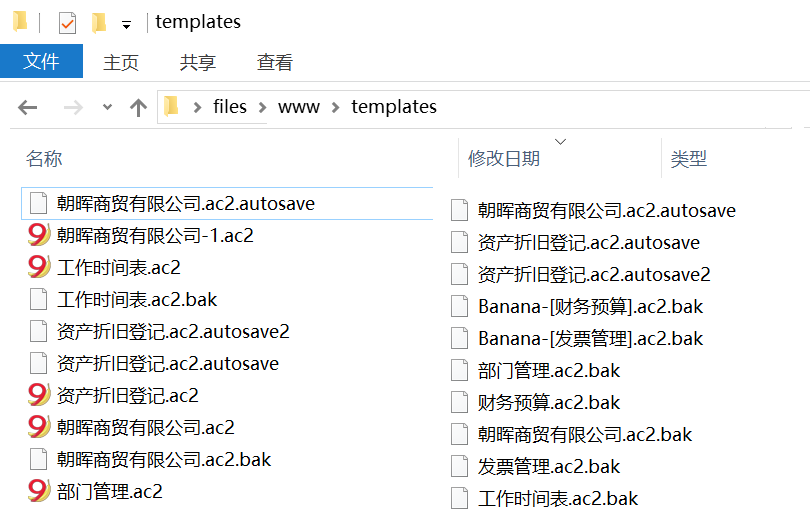 templates
文件 主页 共享 查看
files www templates
名称 修改日期 类型
朝晖商贸有限公司.ac2.autosave
朝晖商贸有限公司-1.ac2
工作时间表.ac2
工作时间表.ac2.bak
资产折旧登记.ac2.autosave2
资产折旧登记.ac2.autosave
资产折旧登记.ac2
朝晖商贸有限公司.ac2
朝晖商贸有限公司.ac2.bak
部门管理.ac2
朝晖商贸有限公司.ac2.autosave
资产折旧登记.ac2.autosave
资产折旧登记.ac2.autosave2
Banana-[财务预算].ac2.bak
Banana-[发票管理].ac2.bak
部门管理.ac2.bak
财务预算.ac2.bak
朝晖商贸有限公司.ac2.bak
发票管理.ac2.bak
工作时间表.ac2.bak